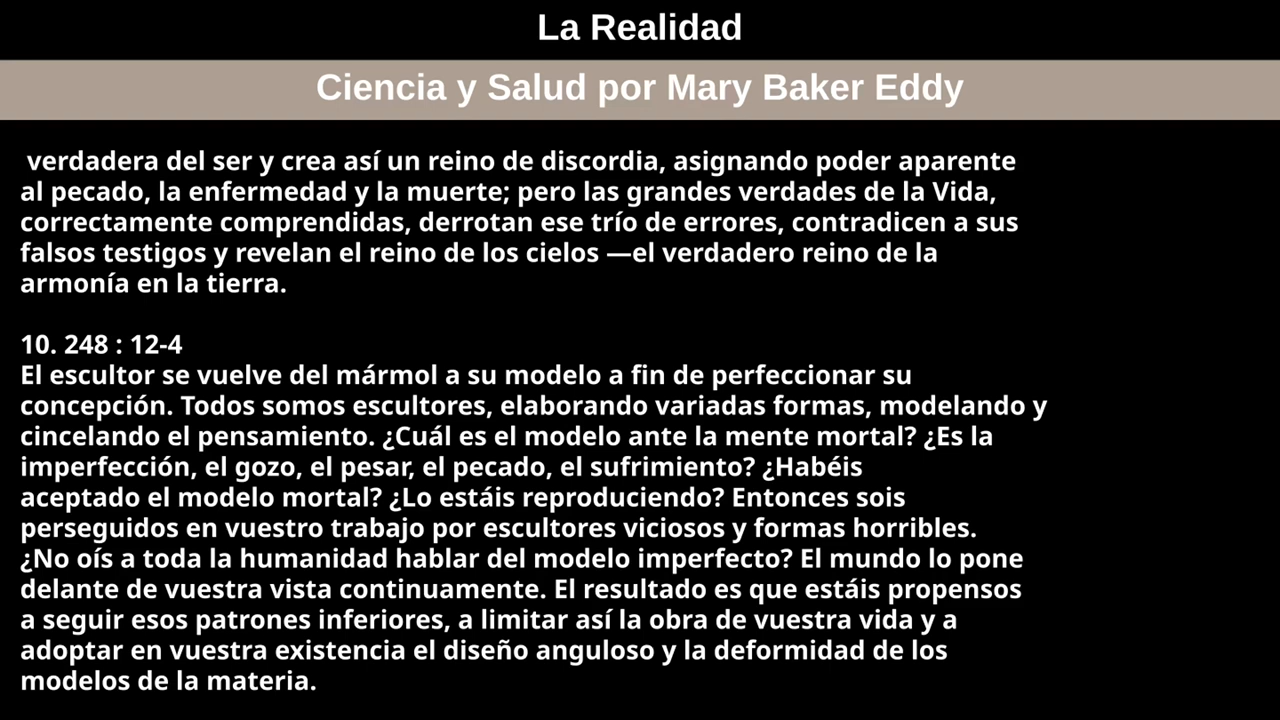 La Realidad
Ciencia y Salud por Mary Baker Eddy
verdadera del ser y crea así un reino de discordia, asignando poder aparente
al pecado, la enfermedad y la muerte; pero las grandes verdades de la Vida,
correctamente comprendidas, derrotan ese trío de errores, contradicen a sus
falsos testigos y revelan el reino de los cielos —el verdadero reino de la
armonía en la tierra.
10. 248 : 12-4
El escultor se vuelve del mármol a su modelo a fin de perfeccionar su
concepción. Todos somos escultores, elaborando variadas formas, modelando y
cincelando el pensamiento. ¿Cuál es el modelo ante la mente mortal? ¿Es la
imperfección, el gozo, el pesar, el pecado, el sufrimiento? ¿Habéis
aceptado el modelo mortal? ¿Lo estáis reproduciendo? Entonces sois
perseguidos en vuestro trabajo por escultores viciosos y formas horribles.
¿No oís a toda la humanidad hablar del modelo imperfecto? El mundo lo pone
delante de vuestra vista continuamente. El resultado es que estáis propensos
a seguir esos patrones inferiores, a limitar así la obra de vuestra vida y a
adoptar en vuestra existencia el diseño anguloso y la deformidad de los
modelos de la materia.